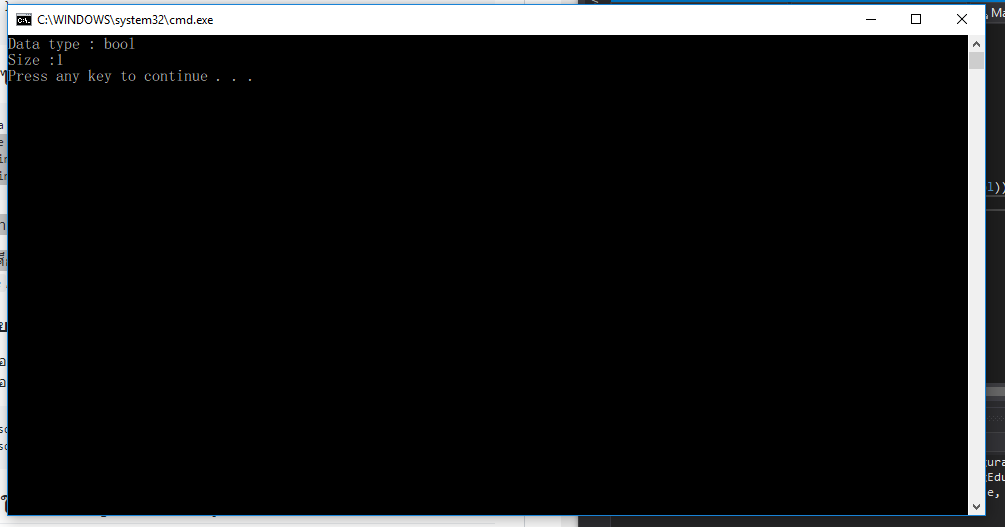 C:\WINDOWS\system32\cmd.exe
Data type : bool
Size :1
Press any key to continue . . .